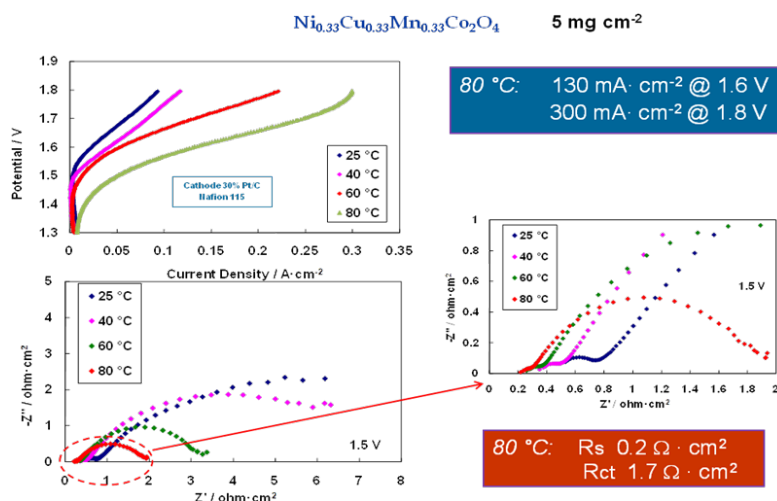 Ni0.33Cu0.33Mn0.33Co2O4 5 mg cm-2
80 °C: 130 mA· cm-2 @ 1.6 V
300 mA· cm-2 @ 1.8 V
Potential / V
1.9
1.8
1.7
1.6
1.5
1.4
1.3
25 °C
40 °C
60 °C
80 °C
Cathode 30% Pt/C
Nafion 115
0 0.05 0.1 0.15 0.2 0.25 0.3 0.35
Current Density / A·cm-2
-Z'' / ohm·cm2
5
4
3
2
1
0
25 °C
40 °C
60 °C
80 °C
1.5 V
0 1 2 3 4 5 6 7 8
Z' / ohm·cm2
-Z'' / ohm·cm2
1
0.8
0.6
0.4
0.2
0
25 °C
40 °C
60 °C
80 °C
1.5 V
0 0.2 0.4 0.6 0.8 1 1.2 1.4 1.6 1.8 2
Z' / ohm·cm2
80 °C: Rs 0.2 Ω · cm2
Rct 1.7 Ω · cm2